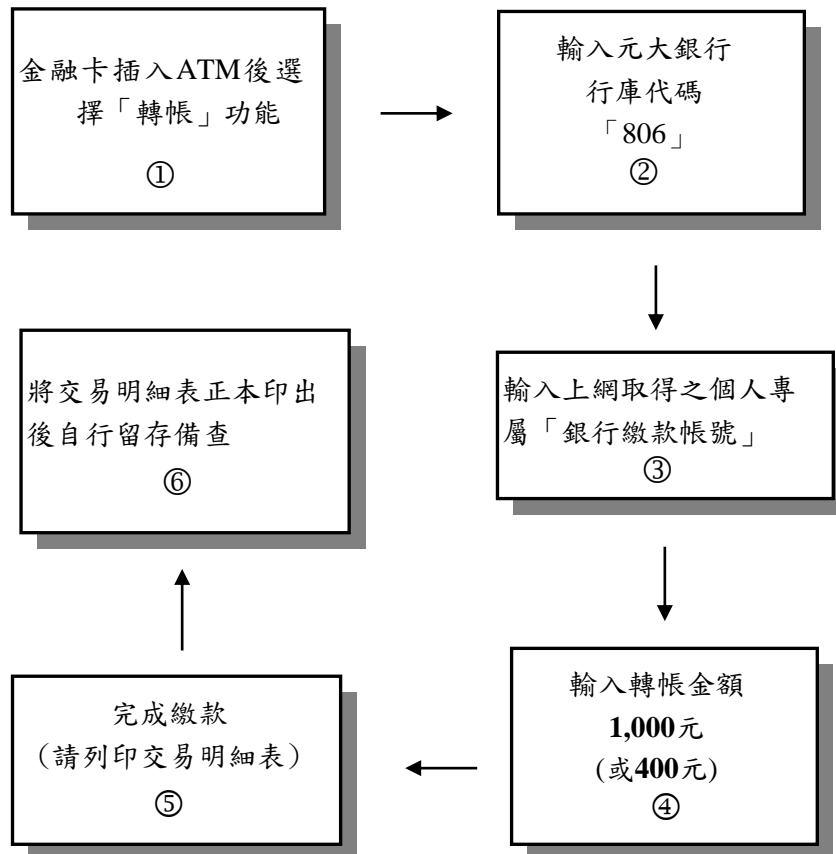 金融卡插入ATM後選
擇「轉帳」功能
①
輸入元大銀行
行庫代碼
「806」
②
輸入上網取得之個人專
屬「銀行繳款帳號」
③
輸入轉帳金額
1,000元
(或400元)
④
完成繳款
（請列印交易明細表）
⑤
將交易明細表正本印出
後自行留存備查
⑥